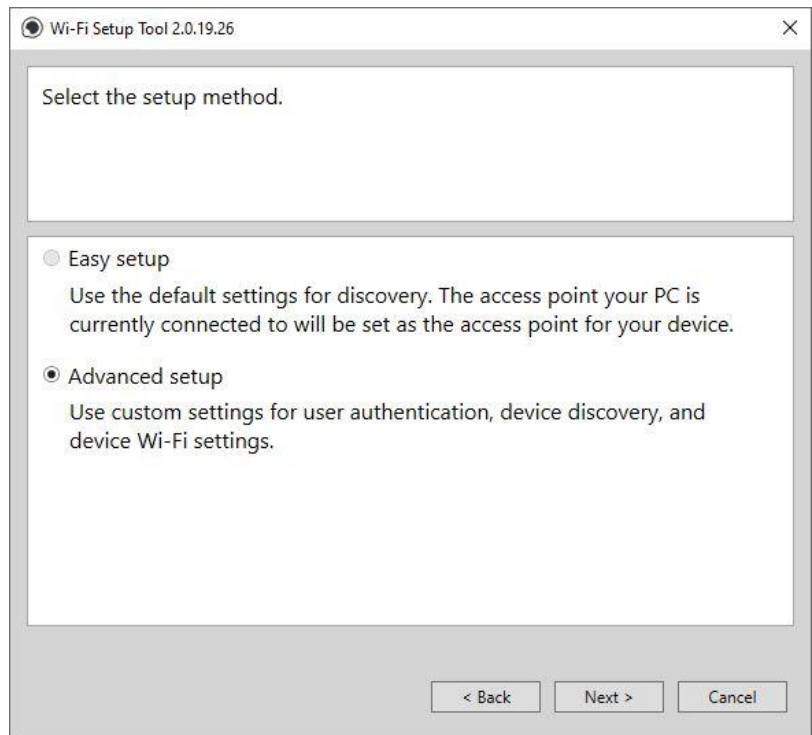 Wi-Fi Setup Tool 2.0.19.26
Select the setup method.
Easy setup
Use the default settings for discovery. The access point your PC is
currently connected to will be set as the access point for your device.
Advanced setup
Use custom settings for user authentication, device discovery, and
device Wi-Fi settings.
< Back
Next >
Cancel